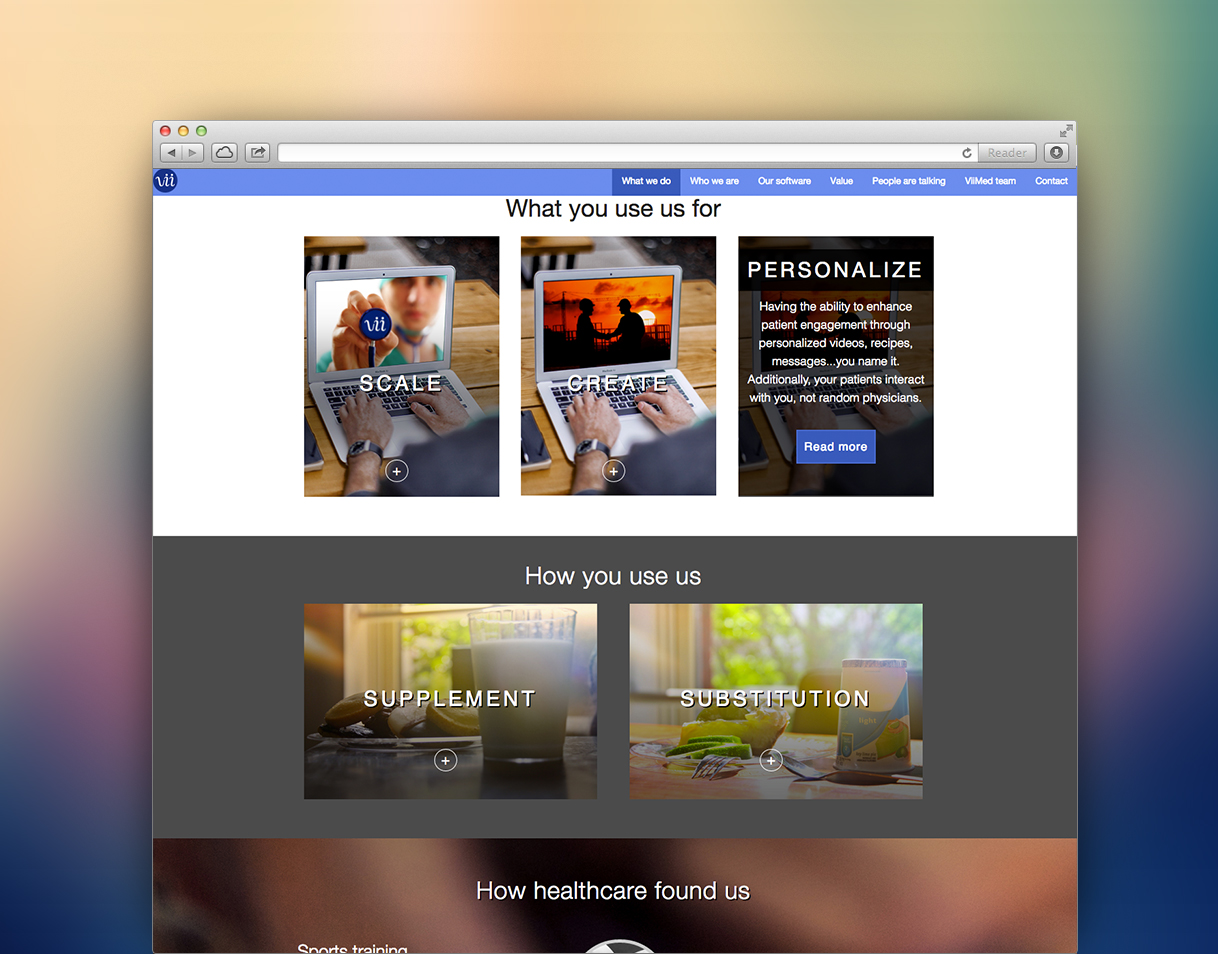 Reader
vii
What we do
Who we are
Our software
Value
People are talking
ViiMed team
Contact
What you use us for
vii
SCALE
CREATE
PERSONALIZE
Having the ability to enhance
patient engagement through
personalized videos, recipes,
messages...you name it.
Additionally, your patients interact
with you, not random physicians.
Read more
How you use us
SUPPLEMENT
light
SUBSTITUTION
How healthcare found us
Sports training